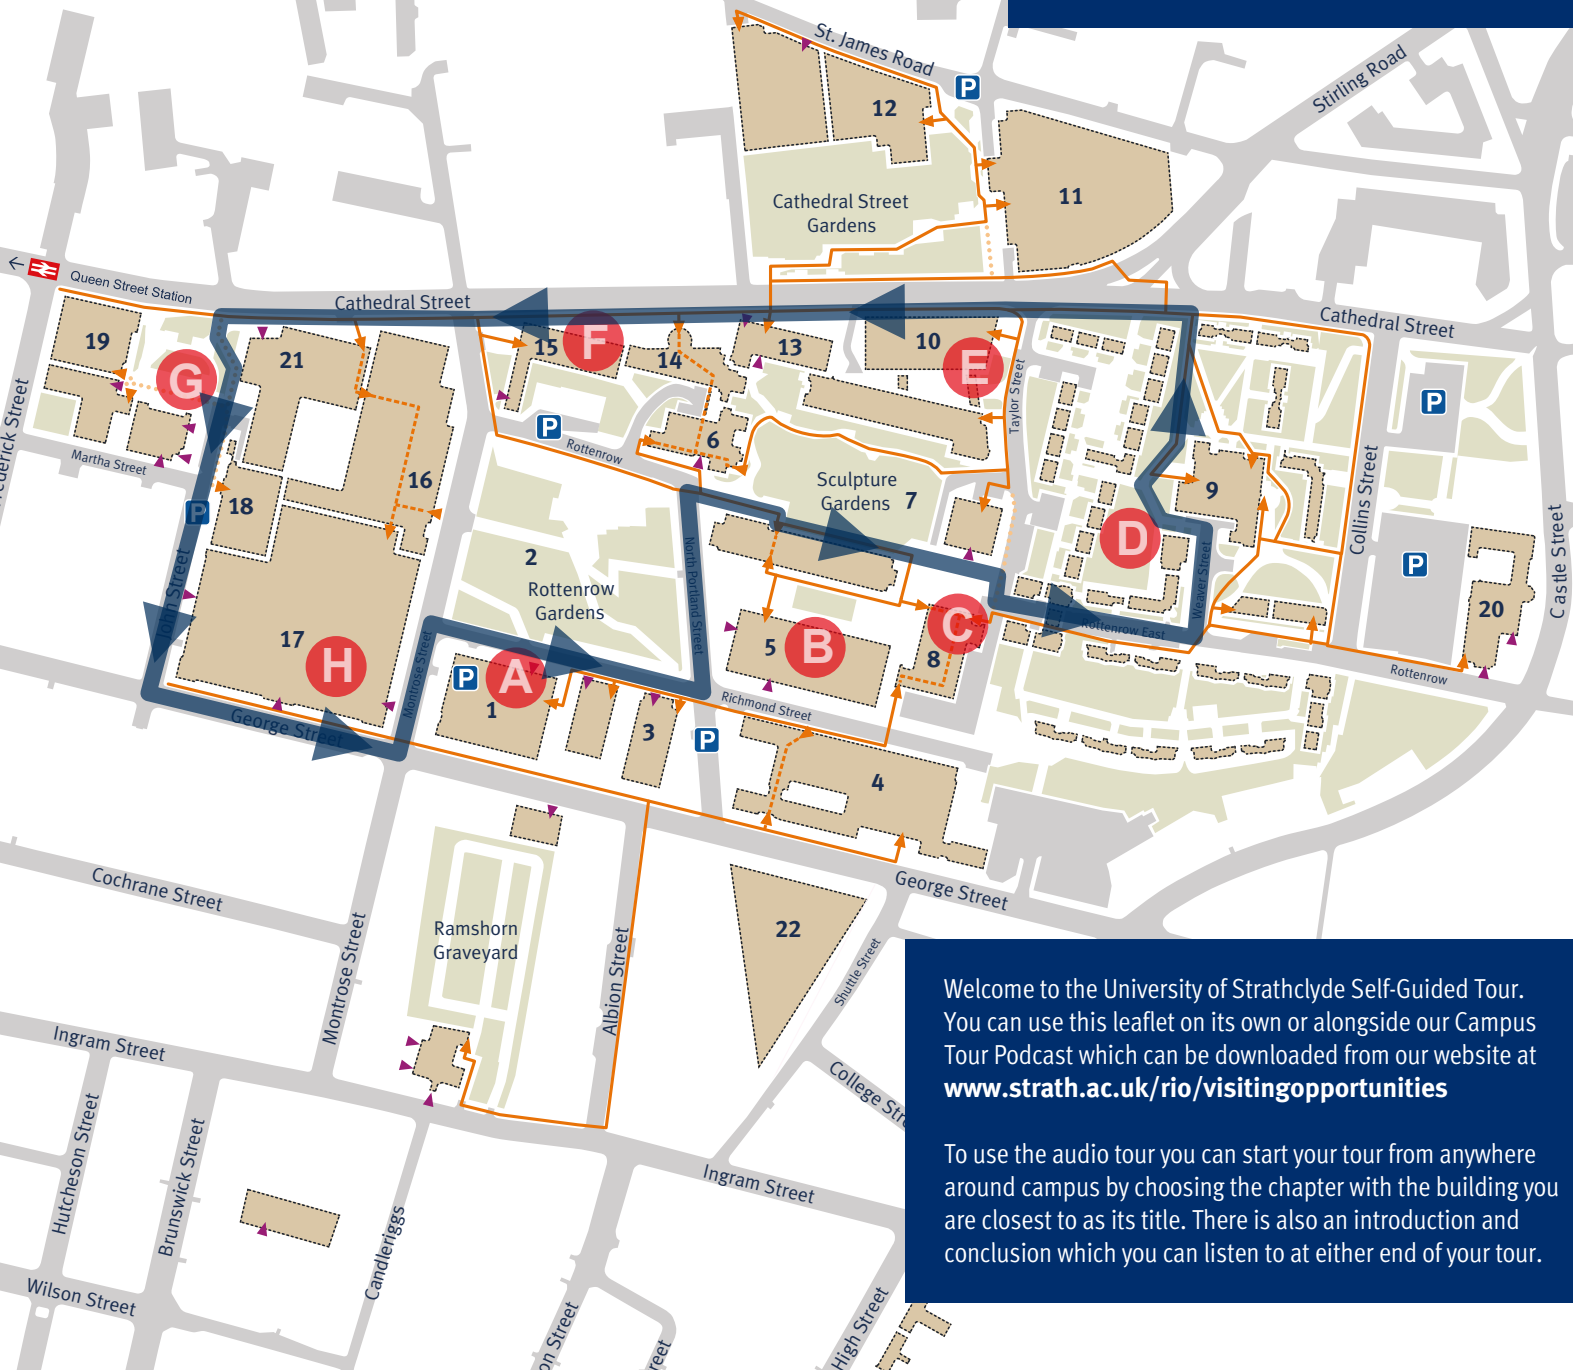 St. James Road
P
Stirling Road
12
11
Cathedral Street
Gardens
Queen Street Station
Cathedral Street
Cathedral Street
19
21
15
F
14
13
10
E
G
P
P
Rottenrow
6
Taylor Street
Martha Street
16
Sculpture
Gardens
7
9
Collins Street
18
P
D
Castle Street
2
Rottenrow
Gardens
North Portland Street
Weaver Street
P
John Street
17
H
5
B
C
8
Rottenrow East
20
Rottenrow
Montrose Street
P
A
1
3
Richmond Street
P
George Street
4
George Street
Cochrane Street
Ramshorn
Graveyard
22
Montrose Street
Albion Street
Shuttle Street
Ingram Street
College Str
Hutcheson Street
Brunswick Street
Candleriggs
Ingram Street
Wilson Street
on Street
reet
High Street
Welcome to the University of Strathclyde Self-Guided Tour.
You can use this leaflet on its own or alongside our Campus
Tour Podcast which can be downloaded from our website at
www.strath.ac.uk/rio/visitingopportunities
To use the audio tour you can start your tour from anywhere
around campus by choosing the chapter with the building you
are closest to as its title. There is also an introduction and
conclusion which you can listen to at either end of your tour.